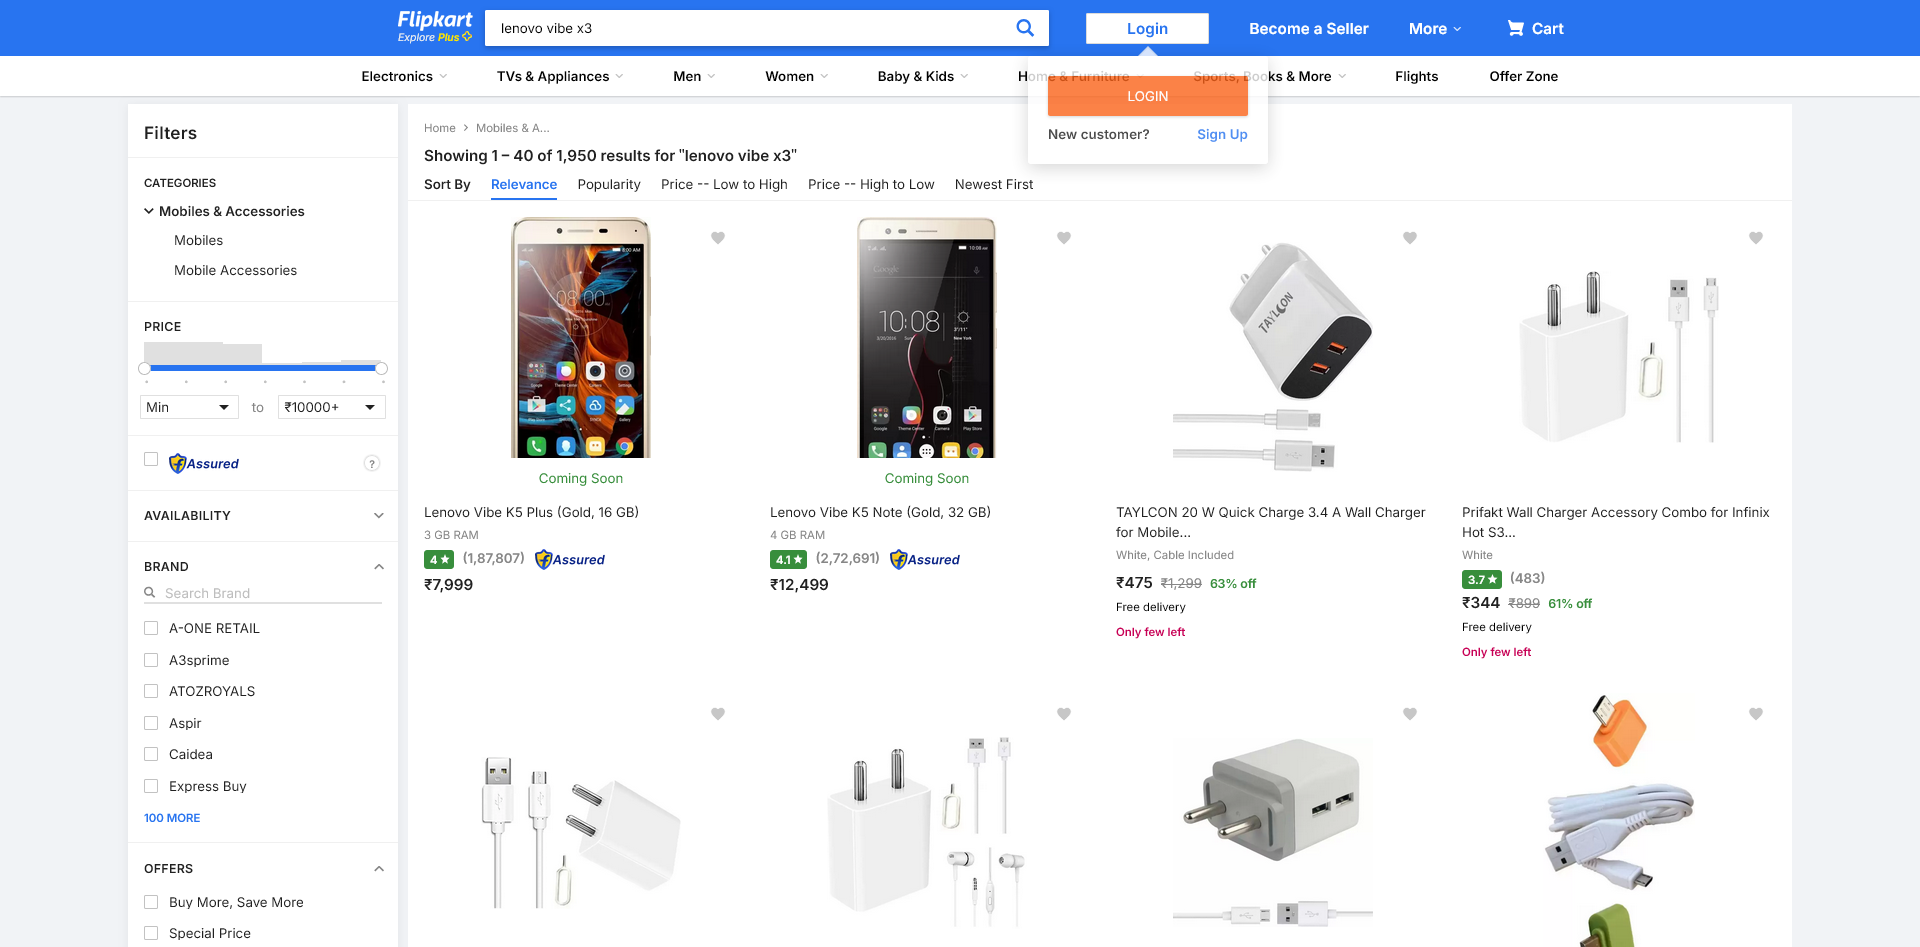 Flipkart
Explore Plus
lenovo vibe x3
Login
Become a Seller
More
Cart
Electronics
TVs & Appliances
Men
Women
Baby & Kids
Home & Furniture
Sports, Books & More
Flights
Offer Zone
LOGIN
New customer?
Sign Up
Filters
CATEGORIES
Mobiles & Accessories
Mobiles
Mobile Accessories
PRICE
Min
to
₹10000+
Assured
?
AVAILABILITY
BRAND
Search Brand
A-ONE RETAIL
A3sprime
ATOZROYALS
Aspir
Caidea
Express Buy
100 MORE
OFFERS
Buy More, Save More
Special Price
Home
Mobiles & A...
Showing 1 – 40 of 1,950 results for "lenovo vibe x3"
Sort By
Relevance
Popularity
Price -- Low to High
Price -- High to Low
Newest First
08:00
Coming Soon
Lenovo Vibe K5 Plus (Gold, 16 GB)
3 GB RAM
4
(1,87,807)
Assured
₹7,999
Google
10:08
Coming Soon
Lenovo Vibe K5 Note (Gold, 32 GB)
4 GB RAM
4.1
(2,72,691)
Assured
₹12,499
TAYLCON
TAYLCON 20 W Quick Charge 3.4 A Wall Charger
for Mobile...
White, Cable Included
₹475 ₹1,299 63% off
Free delivery
Only few left
Prifakt Wall Charger Accessory Combo for Infinix
Hot S3...
White
3.7
(483)
₹344 ₹899 61% off
Free delivery
Only few left